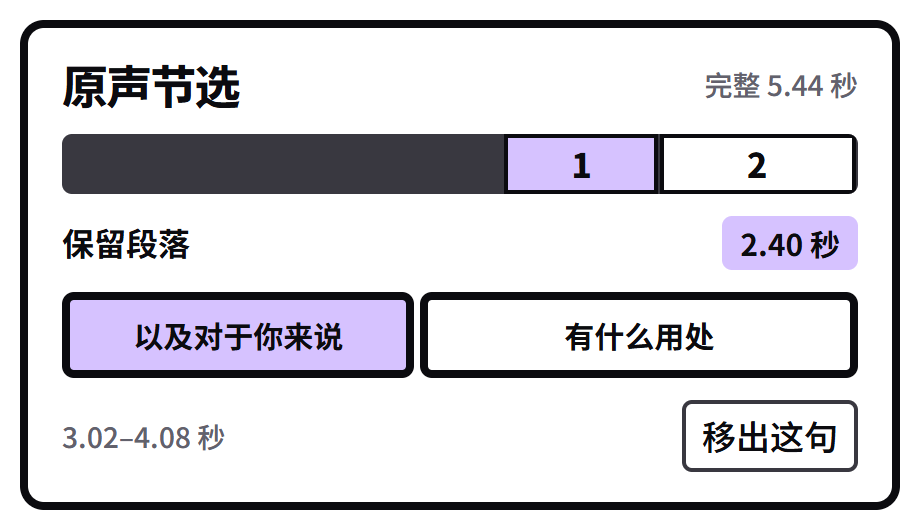 原声节选
完整 5.44 秒
1
2
保留段落
2.40 秒
以及对于你来说
有什么用处
3.02–4.08 秒
移出这句